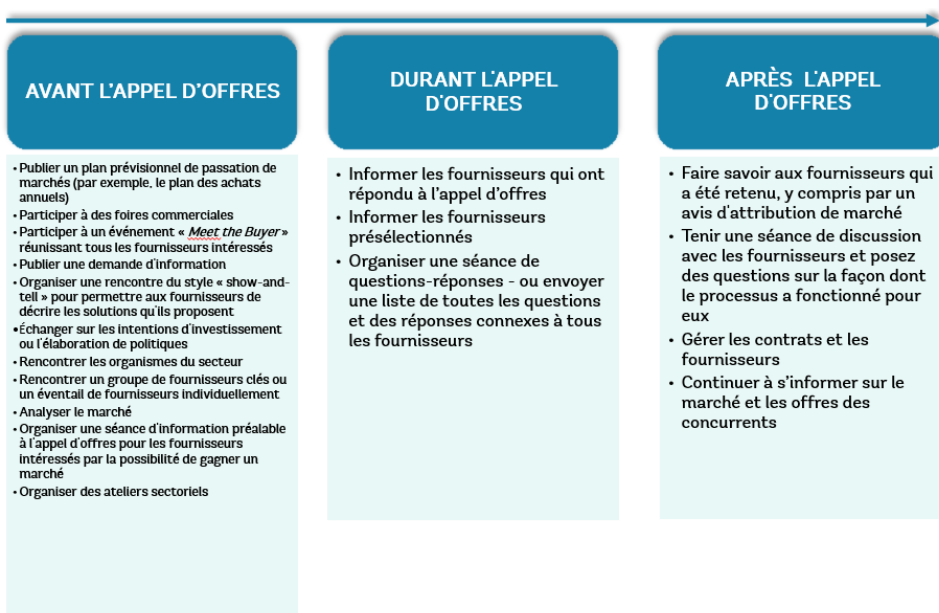 AVANT L'APPEL D'OFFRES
• Publier un plan prévisionnel de passation de
marchés (par exemple, le plan des achats
annuels)
• Participer à des foires commerciales
• Participer à un événement « Meet the Buyer »
réunissant tous les fournisseurs intéressés
• Publier une demande d'information
• Organiser une rencontre du style « show-and-
tell » pour permettre aux fournisseurs de
décrire les solutions qu'ils proposent
• Échanger sur les intentions d'investissement
ou l'élaboration de politiques
• Rencontrer les organismes du secteur
• Rencontrer un groupe de fournisseurs clés ou
un éventail de fournisseurs individuellement
• Analyser le marché
• Organiser une séance d'information préalable
à l'appel d'offres pour les fournisseurs
intéressés par la possibilité de gagner un
marché
• Organiser des ateliers sectoriels
DURANT L'APPEL
D'OFFRES
• Informer les fournisseurs qui ont
répondu à l'appel d'offres
• Informer les fournisseurs
présélectionnés
• Organiser une séance de
questions-réponses - ou envoyer
une liste de toutes les questions
et des réponses connexes à tous
les fournisseurs
APRÈS L'APPEL
D'OFFRES
• Faire savoir aux fournisseurs qui
a été retenu, y compris par un
avis d'attribution de marché
• Tenir une séance de discussion
avec les fournisseurs et posez
des questions sur la façon dont
le processus a fonctionné pour
eux
• Gérer les contrats et les
fournisseurs
• Continuer à s'informer sur le
marché et les offres des
concurrents